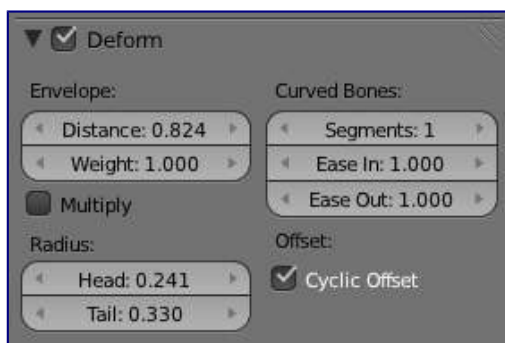 Deform
Envelope:
Distance: 0.824
Weight: 1.000
Multiply
Radius:
Head: 0.241
Tail: 0.330
Curved Bones:
Segments: 1
Ease In: 1.000
Ease Out: 1.000
Offset:
Cyclic Offset